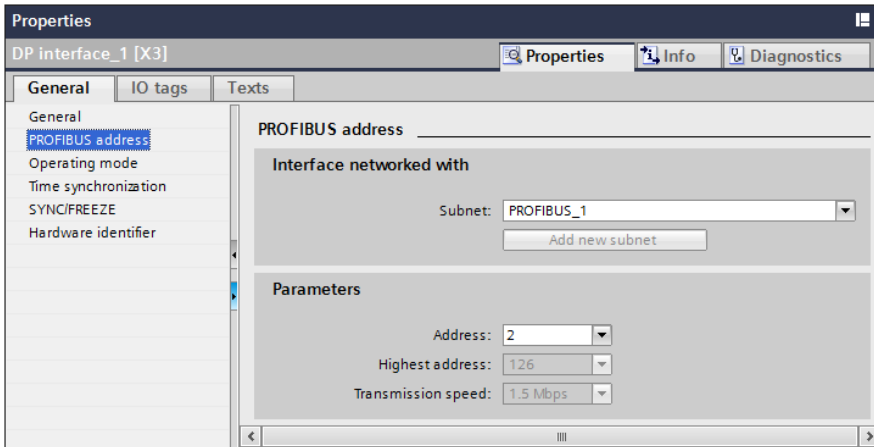 Properties
DP interface_1 [X3]
Properties
Info
Diagnostics
General
IO tags
Texts
General
PROFIBUS address
Operating mode
Time synchronization
SYNC/FREEZE
Hardware identifier
PROFIBUS address
Interface networked with
Subnet: PROFIBUS_1
Add new subnet
Parameters
Address: 2
Highest address: 126
Transmission speed: 1.5 Mbps